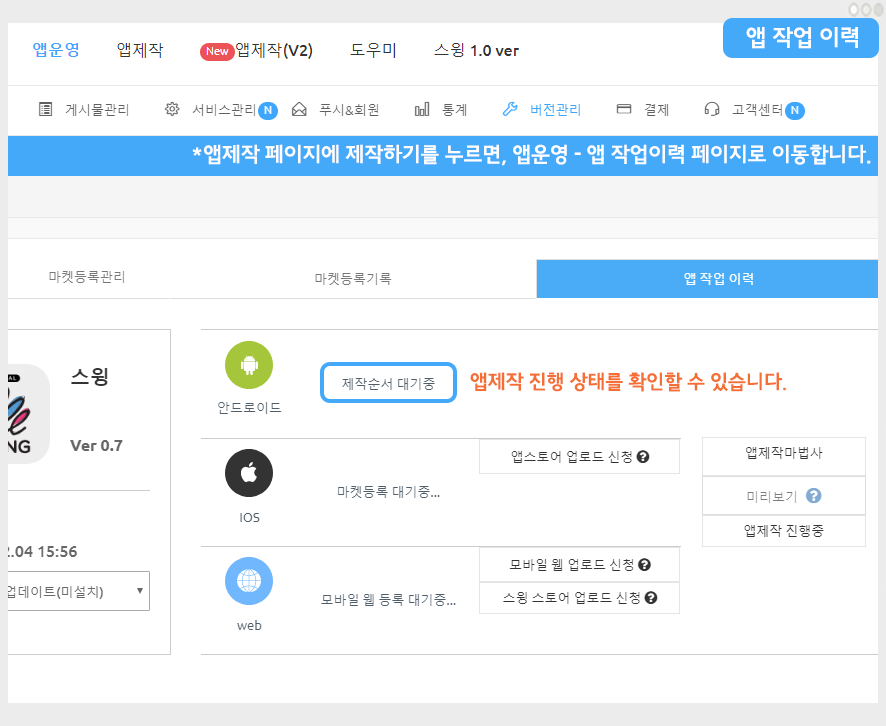 앱 작업 이력
앱운영 앱제작 New 앱제작(V2) 도우미 스윙 1.0 ver
게시물관리 서비스관리 N 푸시&회원 통계 버전관리 결제 고객센터 N
*앱제작 페이지에 제작하기를 누르면, 앱운영 - 앱 작업이력 페이지로 이동합니다.
마켓등록관리 마켓등록기록 앱 작업 이력
스윙
NG
Ver 0.7
2.04 15:56
업데이트(미설치)
안드로이드
제작순서 대기중
앱제작 진행 상태를 확인할 수 있습니다.
IOS
마켓등록 대기중...
앱스토어 업로드 신청
web
모바일 웹 등록 대기중...
모바일 웹 업로드 신청
스윙 스토어 업로드 신청
앱제작마법사
미리보기
앱제작 진행중